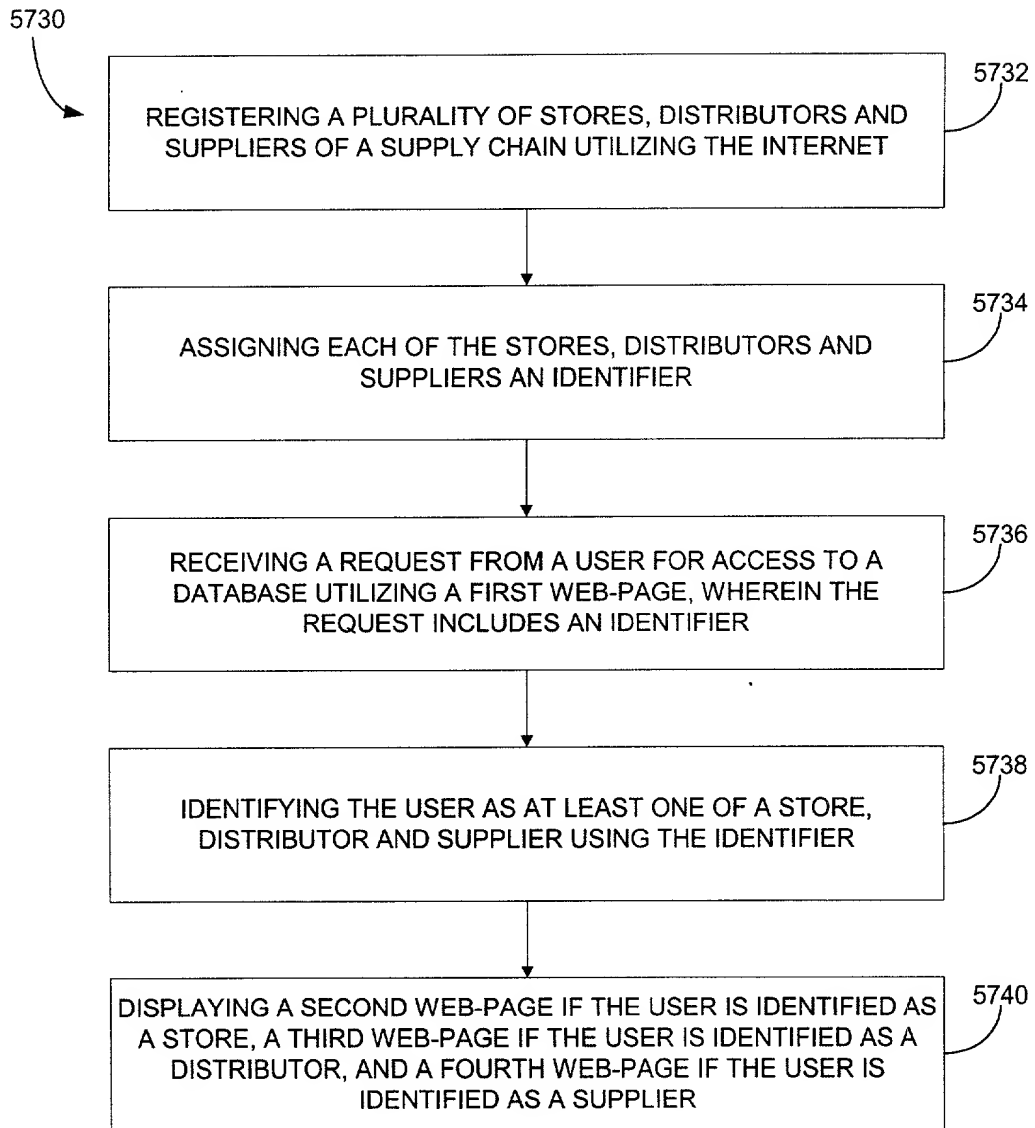 5730
5732
REGISTERING A PLURALITY OF STORES, DISTRIBUTORS AND
SUPPLIERS OF A SUPPLY CHAIN UTILIZING THE INTERNET
5734
ASSIGNING EACH OF THE STORES, DISTRIBUTORS AND
SUPPLIERS AN IDENTIFIER
5736
RECEIVING A REQUEST FROM A USER FOR ACCESS TO A
DATABASE UTILIZING A FIRST WEB-PAGE, WHEREIN THE
REQUEST INCLUDES AN IDENTIFIER
5738
IDENTIFYING THE USER AS AT LEAST ONE OF A STORE,
DISTRIBUTOR AND SUPPLIER USING THE IDENTIFIER
5740
DISPLAYING A SECOND WEB-PAGE IF THE USER IS IDENTIFIED AS
A STORE, A THIRD WEB-PAGE IF THE USER IS IDENTIFIED AS A
DISTRIBUTOR, AND A FOURTH WEB-PAGE IF THE USER IS
IDENTIFIED AS A SUPPLIER